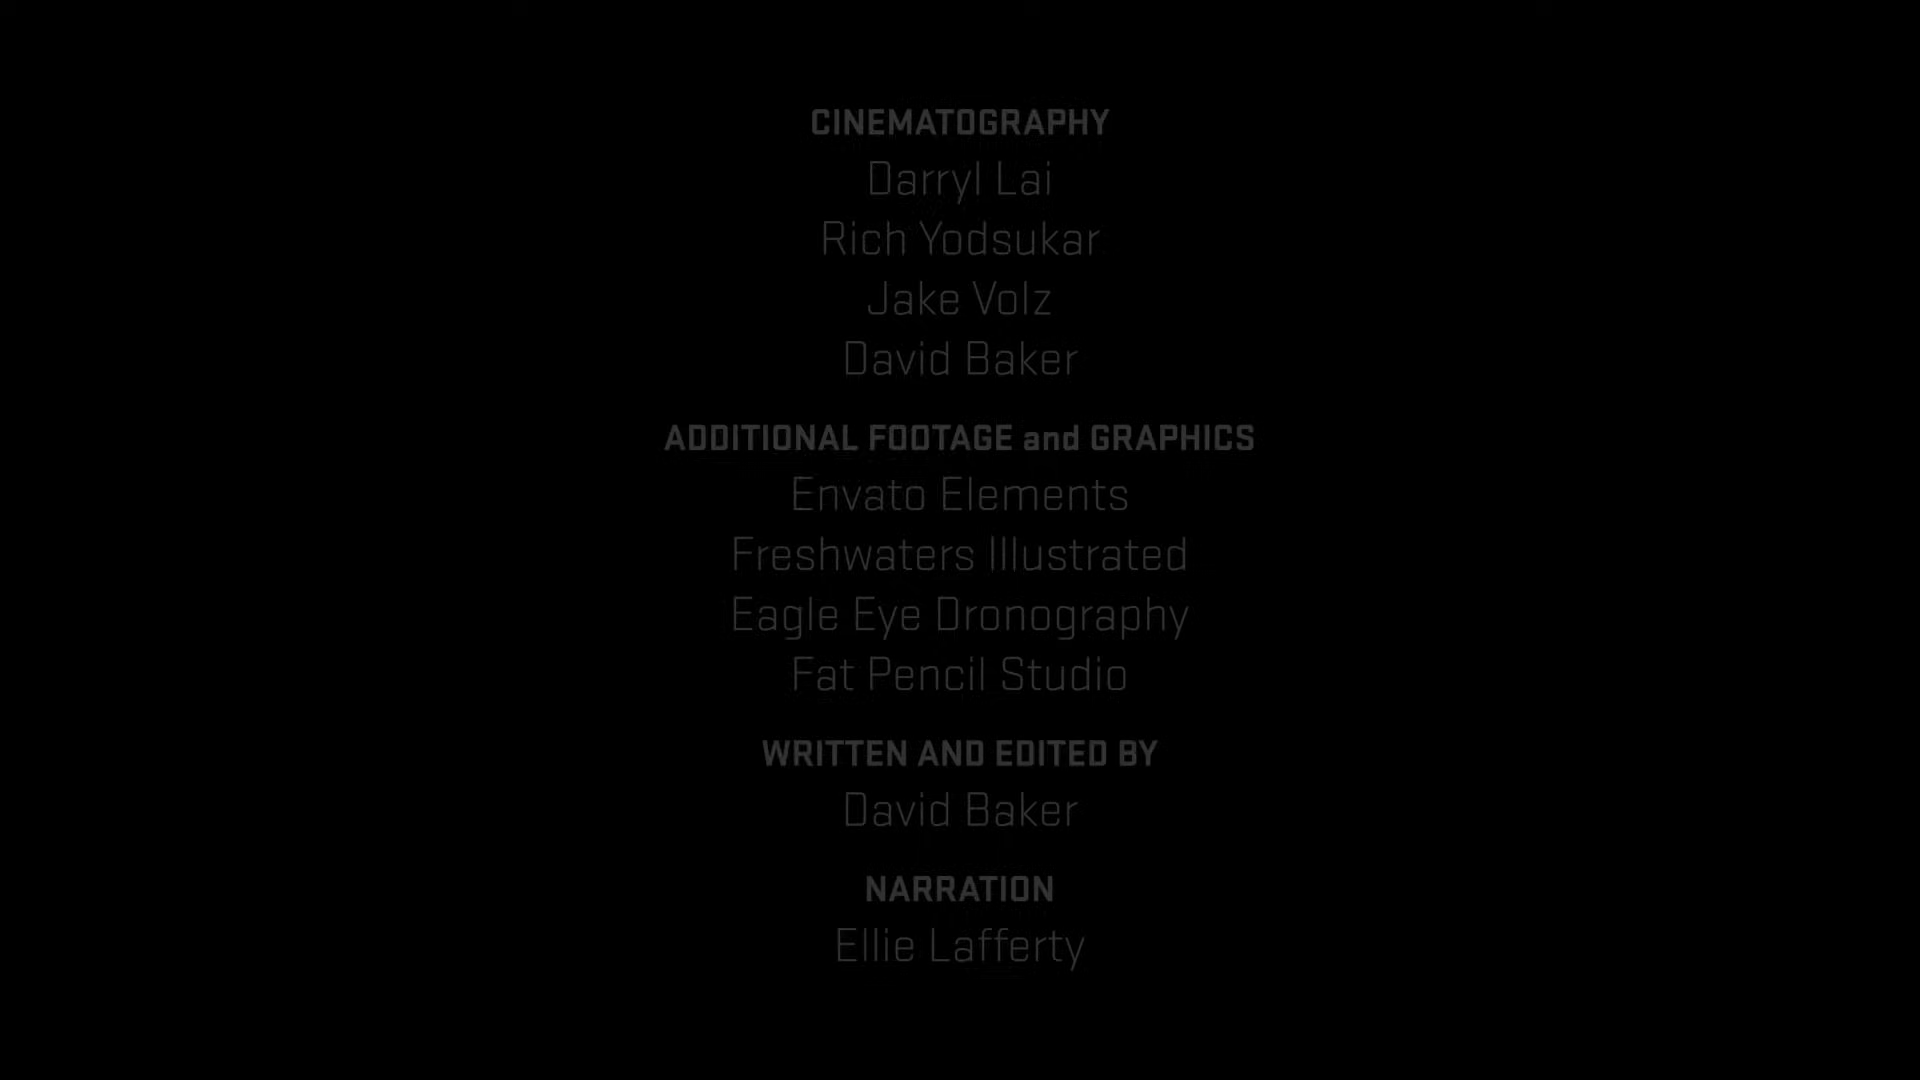 CINEMATOGRAPHY
Darryl Lai
Rich Yodsukar
Jake Volz
David Baker
ADDITIONAL FOOTAGE and GRAPHICS
Envato Elements
Freshwaters Illustrated
Eagle Eye Dronography
Fat Pencil Studio
WRITTEN AND EDITED BY
David Baker
NARRATION
Ellie Lafferty